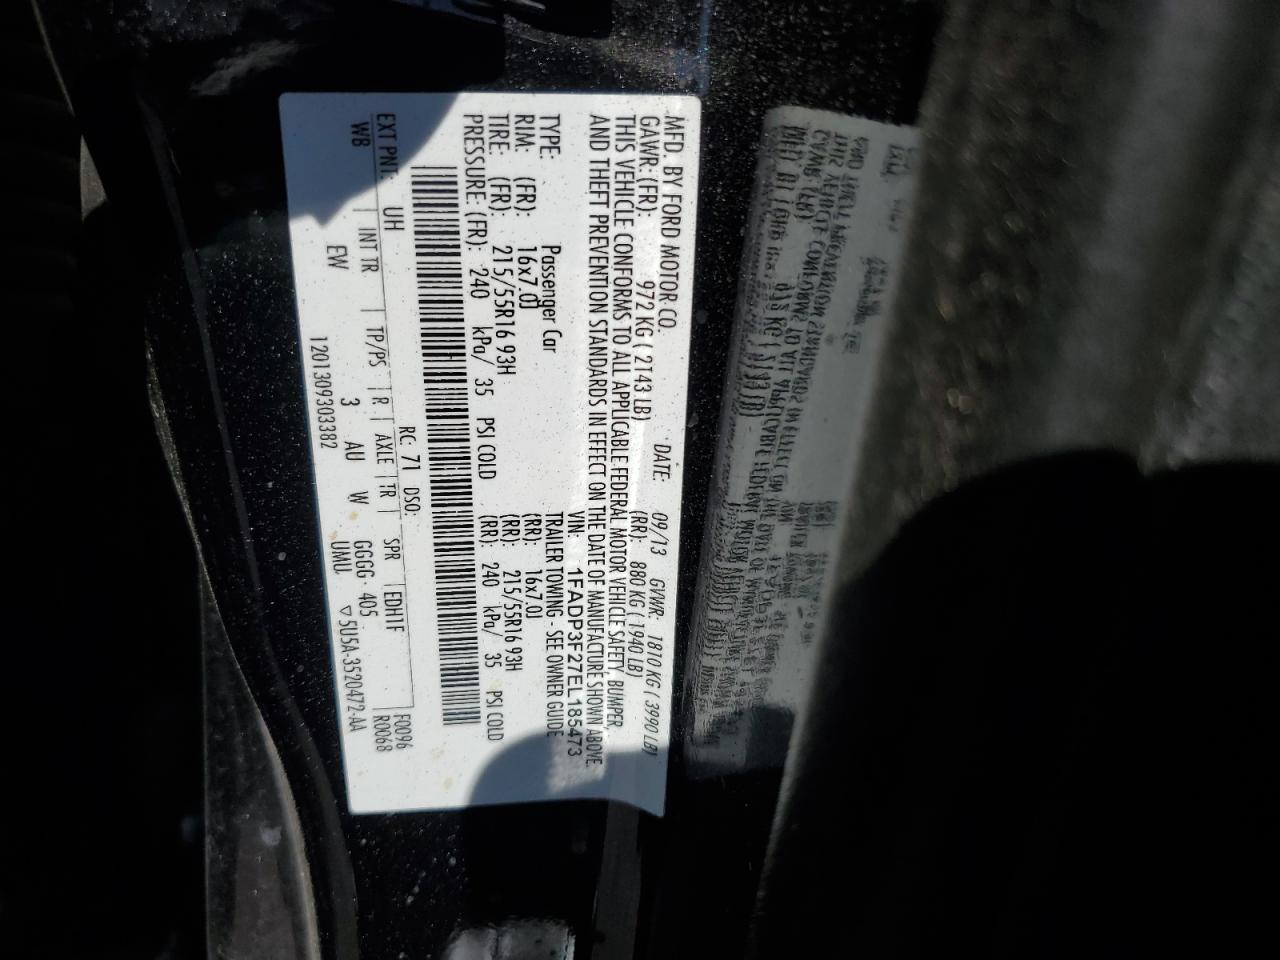 MFD. BY FORD MOTOR CO.
DATE: 09/13 GVWR: 1810 KG ( 3990 LB)
GAWR: (FR): 972 KG ( 2143 LB) (RR): 880 KG ( 1940 LB)
THIS VEHICLE CONFORMS TO ALL APPLICABLE FEDERAL MOTOR VEHICLE SAFETY, BUMPER,
AND THEFT PREVENTION STANDARDS IN EFFECT ON THE DATE OF MANUFACTURE SHOWN ABOVE.
VIN: 1FADP3F27EL185473
TYPE: Passenger Car TRAILER TOWING - SEE OWNER GUIDE
RIM: (FR): 16x7.0J (RR): 16x7.0J
TIRE: (FR): 215/55R16 93H (RR): 215/55R16 93H
PRESSURE: (FR): 240 kPa/ 35 PSI COLD (RR): 240 kPa/ 35 PSI COLD
RC: 71 DSO: F0096
EXT PNT: UH R0068
WB INT TR TP/PS R AXLE TR SPR EDH1F
EW 3 AU W GGGG 405
1201309303382 UMU ▽ 5U5A-3520472-AA